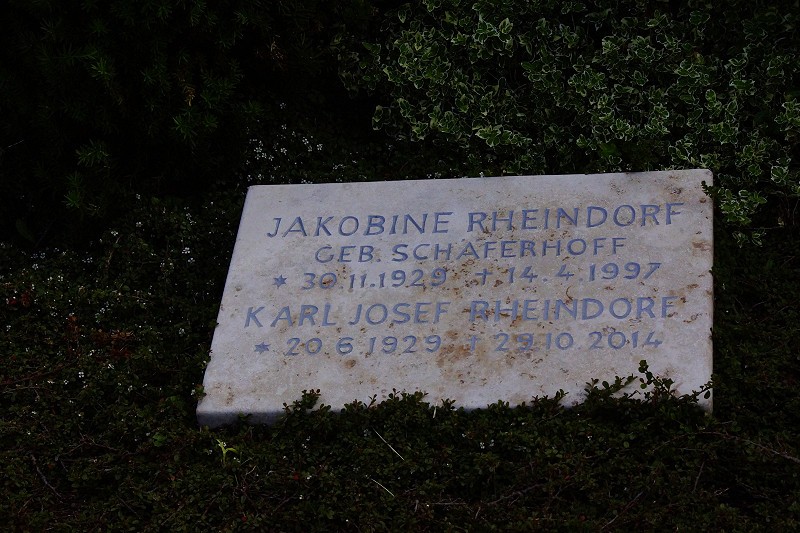 JAKOBINE RHEINDORF
GEB. SCHAFERHOFF
* 30.11.1929 † 14.4.1997
KARL JOSEF RHEINDORF
* 20 6 1929 † 29.10 2014